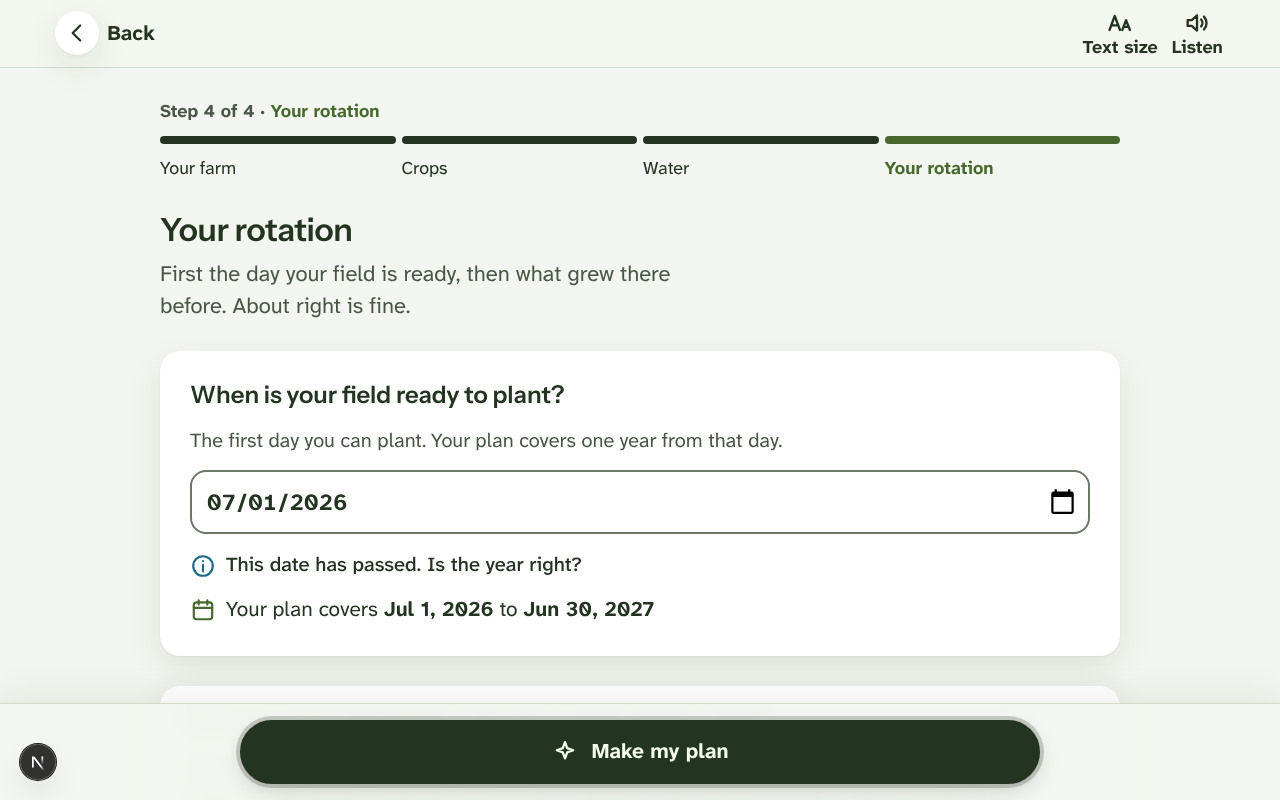 Back
Text size
Listen
Step 4 of 4 · Your rotation
Your farm
Crops
Water
Your rotation
Your rotation
First the day your field is ready, then what grew there
before. About right is fine.
When is your field ready to plant?
The first day you can plant. Your plan covers one year from that day.
07/01/2026
This date has passed. Is the year right?
Your plan covers Jul 1, 2026 to Jun 30, 2027
Make my plan
N